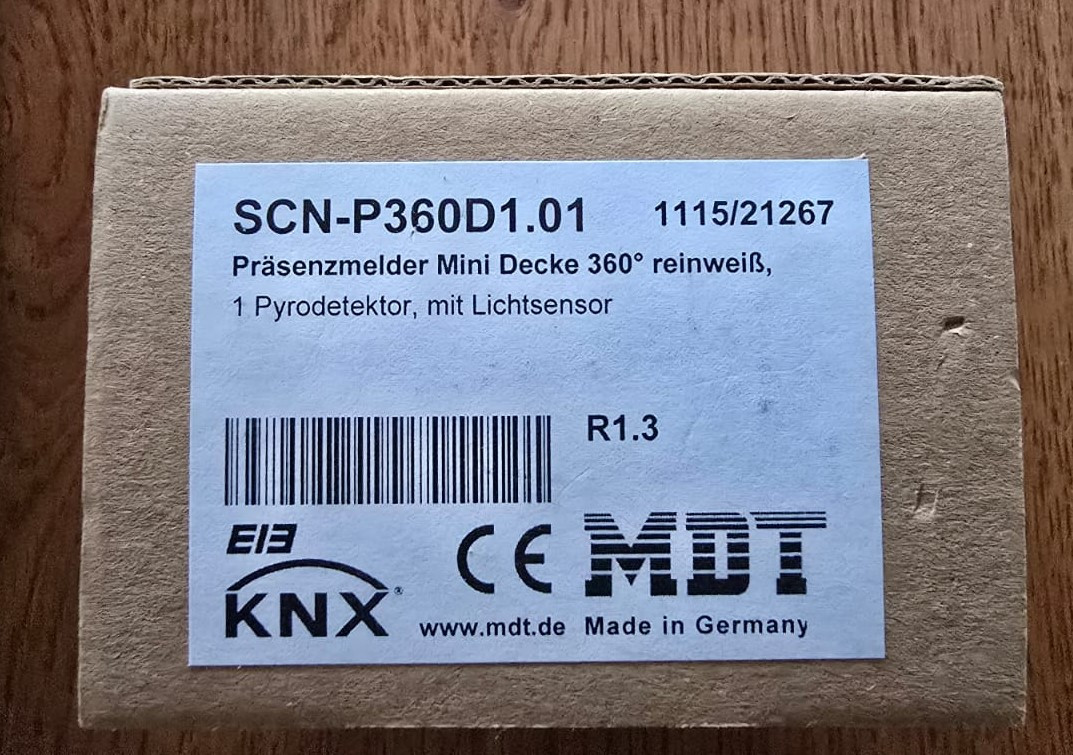 SCN-P360D1.01 1115/21267
Präsenzmelder Mini Decke 360° reinweiß,
1 Pyrodetektor, mit Lichtsensor
R1.3
EIB
KNX® CE MDT
www.mdt.de Made in Germany